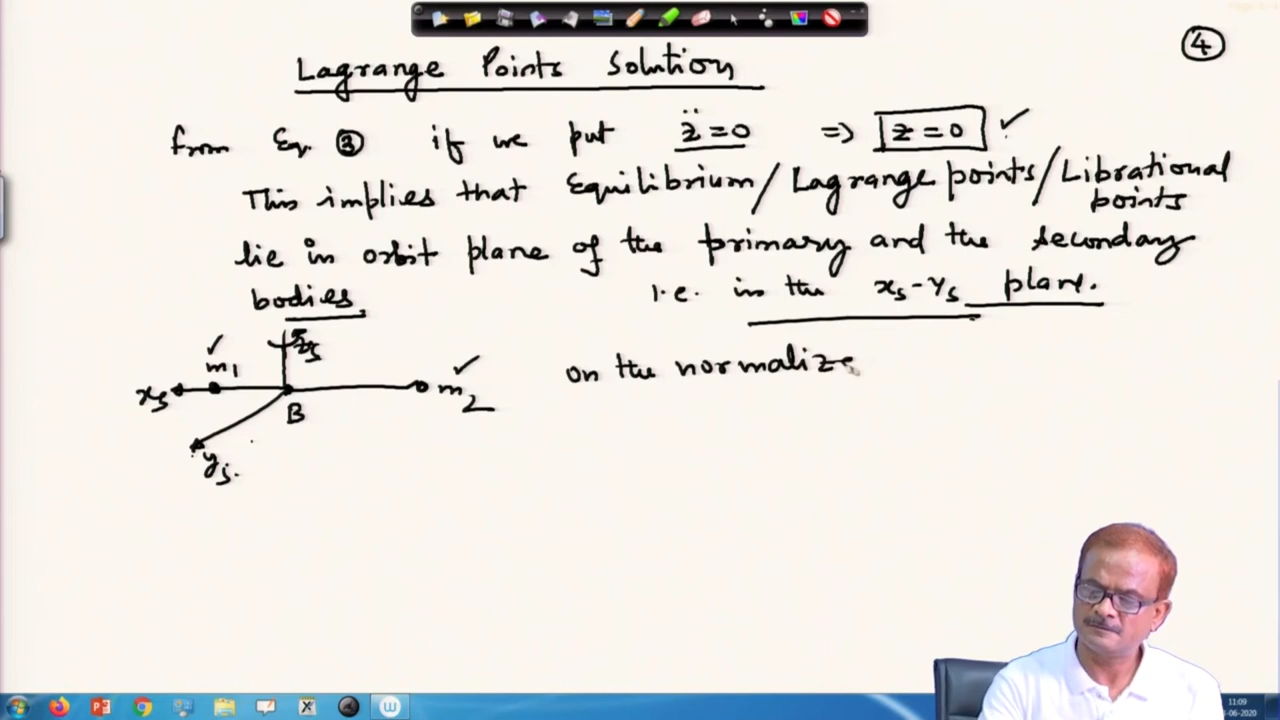 ④
Lagrange Points Solution
from Eq. ③ if we put z̈ = 0 ⇒ z = 0 ✓
This implies that Equilibrium/Lagrange points/Librational points
lie in orbit plane of the primary and the secondary
bodies. i.e. in the xₛ-yₛ plane.
zₛ
m₁
xₛ
B
m₂
yₛ.
on the normalize
11:09